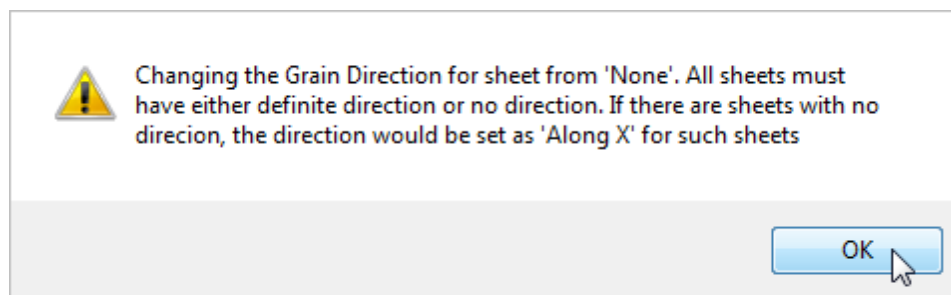 Changing the Grain Direction for sheet from 'None'. All sheets must
have either definite direction or no direction. If there are sheets with no
direcion, the direction would be set as 'Along X' for such sheets
OK